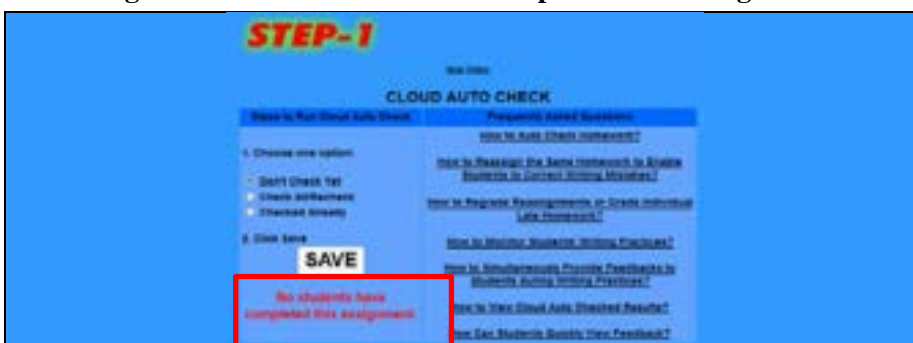 STEP-1
CLOUD AUTO CHECK
Steps to Run Cloud Auto Check
Frequently Asked Questions
1. Choose one option:
Don't Check Yet
Check All/Recheck
Checked Already
2. Click Save
SAVE
No students have
completed this assignment.
How to Auto Check Homework?
How to Reassign the Same Homework to Enable
Students to Correct Writing Mistakes?
How to Regrade Reassignments or Grade Individual
Late Homework?
How to Monitor Students Writing Practices?
How to Simultaneously Provide Feedbacks to
Students during Writing Practices?
How to View Cloud Auto Checked Results?
How Can Students Quickly View Feedback?